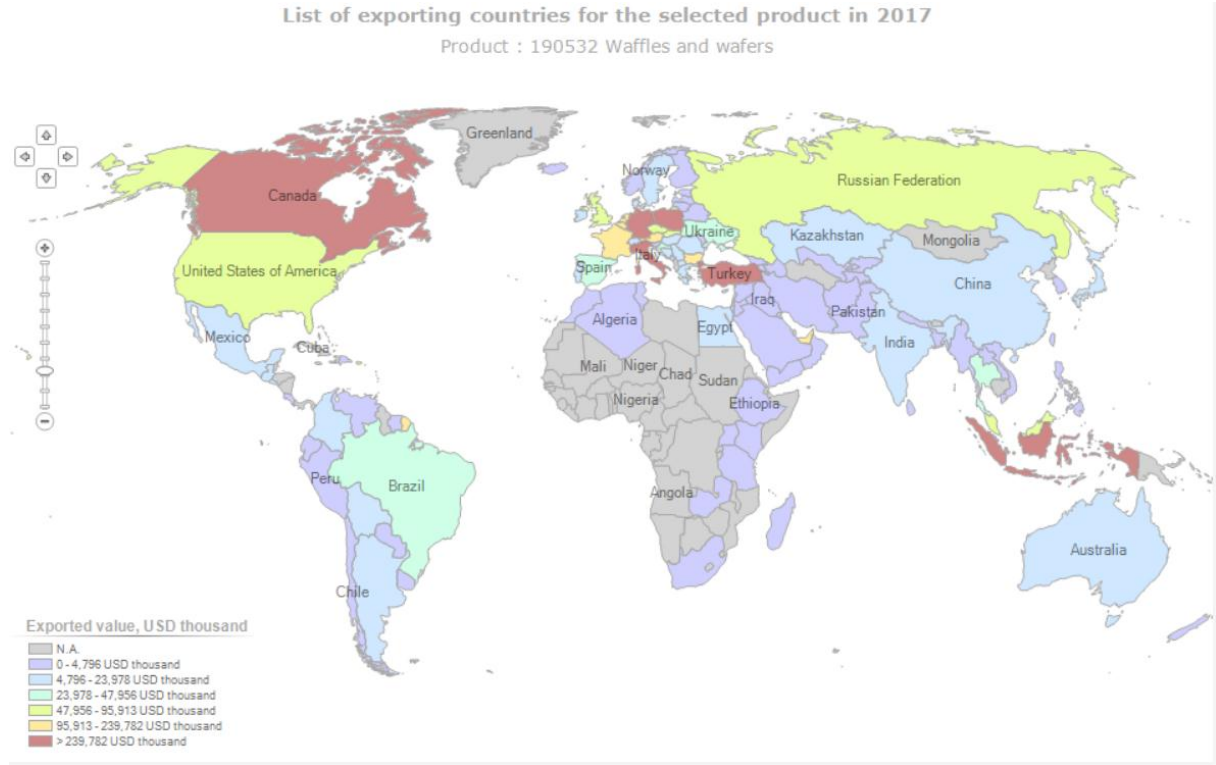 List of exporting countries for the selected product in 2017
Product : 190532 Waffles and wafers
Greenland
Norway
Russian Federation
Canada
Ukraine
Kazakhstan
Mongolia
Italy
United States of America
Spain
Turkey
China
Iraq
Pakistan
Algeria
Egypt
Mexico
India
Cuba
Mali
Niger
Chad
Sudan
Nigeria
Ethiopia
Peru
Brazil
Angola
Australia
Chile
Exported value, USD thousand
N.A.
0 - 4,796 USD thousand
4,796 - 23,978 USD thousand
23,978 - 47,956 USD thousand
47,956 - 95,913 USD thousand
95,913 - 239,782 USD thousand
> 239,782 USD thousand